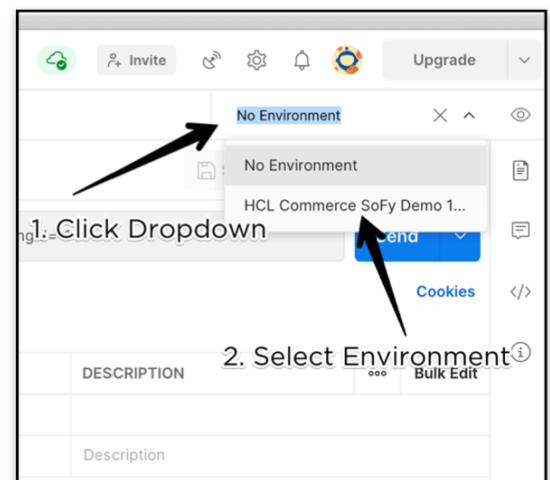 Invite
Upgrade
No Environment
No Environment
HCL Commerce SoFy Demo 1...
1. Click Dropdown
Send
Cookies
2. Select Environment
DESCRIPTION
Bulk Edit
Description